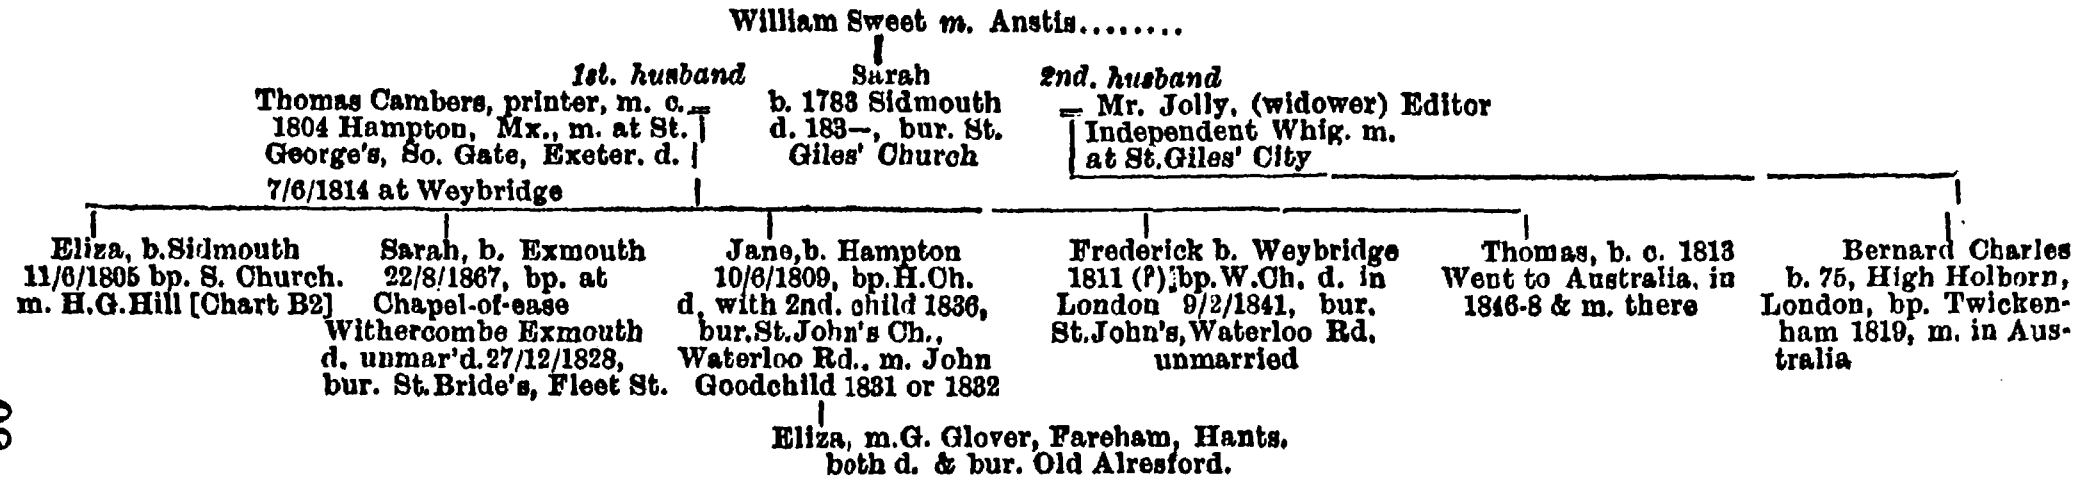 William Sweet m. Anstis........
1st. husband
Thomas Cambers, printer, m. c.
1804 Hampton, Mx., m. at St.
George's, So. Gate, Exeter. d.
7/6/1814 at Weybridge
Sarah
b. 1783 Sidmouth
d. 183–, bur. St.
Giles' Church
2nd. husband
= Mr. Jolly, (widower) Editor
Independent Whig. m.
at St.Giles' City
Eliza, b.Sidmouth
11/6/1805 bp. S. Church.
m. H.G.Hill [Chart B2]
Sarah, b. Exmouth
22/8/1867, bp. at
Chapel-of-ease
Withercombe Exmouth
d. unmar'd.27/12/1828,
bur. St.Bride's, Fleet St.
Jane,b. Hampton
10/6/1809, bp.H.Ch.
d. with 2nd. child 1836,
bur.St.John's Ch.,
Waterloo Rd., m. John
Goodchild 1831 or 1832
Frederick b. Weybridge
1811 (?);bp.W.Ch. d. in
London 9/2/1841, bur.
St.John's,Waterloo Rd.
unmarried
Thomas, b. c. 1813
Went to Australia. in
1846-8 & m. there
Bernard Charles
b. 75, High Holborn,
London, bp. Twicken-
ham 1819, m. in Aus-
tralia
Eliza, m.G. Glover, Fareham, Hants.
both d. & bur. Old Alresford.